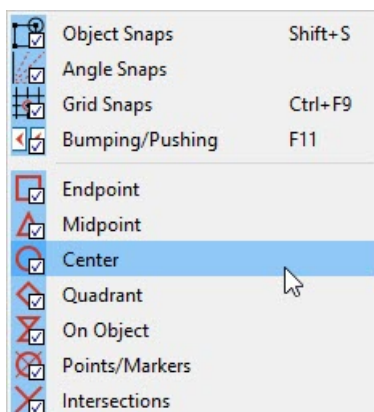 Object Snaps Shift+S
Angle Snaps
Grid Snaps Ctrl+F9
Bumping/Pushing F11
Endpoint
Midpoint
Center
Quadrant
On Object
Points/Markers
Intersections